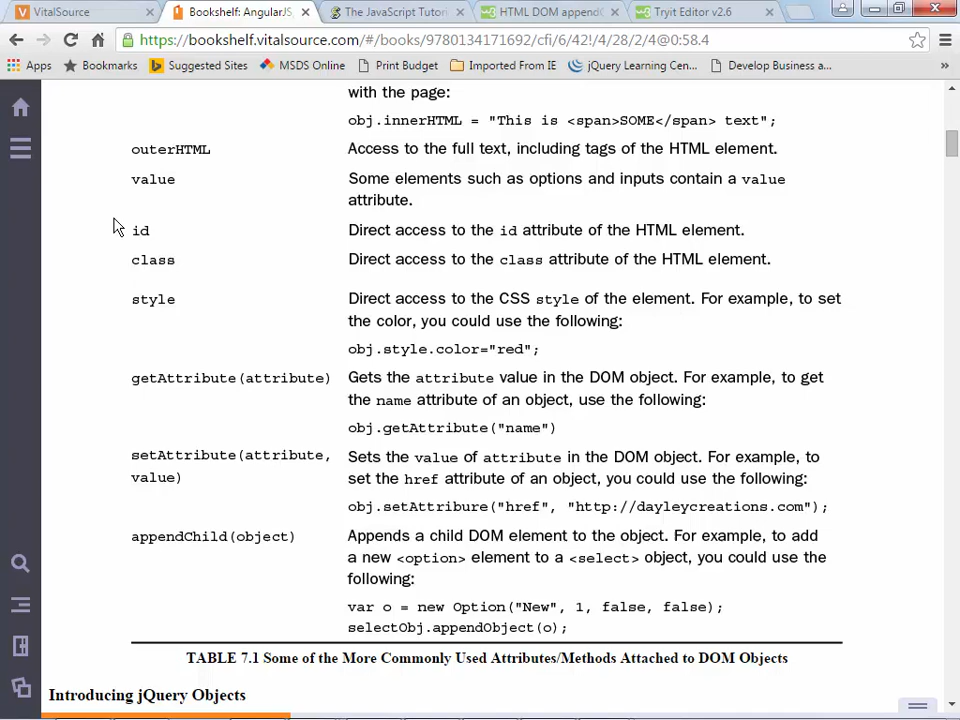 VitalSource
Bookshelf: AngularJS,
The JavaScript Tutori
HTML DOM appendC
Tryit Editor v2.6
https://bookshelf.vitalsource.com/#/books/9780134171692/cfi/6/42!/4/28/2/4@0:58.4
Apps
Bookmarks
Suggested Sites
MSDS Online
Print Budget
Imported From IE
jQuery Learning Cen...
Develop Business a...
»
with the page:
obj.innerHTML = "This is <span>SOME</span> text";
outerHTML Access to the full text, including tags of the HTML element.
value Some elements such as options and inputs contain a value
attribute.
id Direct access to the id attribute of the HTML element.
class Direct access to the class attribute of the HTML element.
style Direct access to the CSS style of the element. For example, to set
the color, you could use the following:
obj.style.color="red";
getAttribute(attribute) Gets the attribute value in the DOM object. For example, to get
the name attribute of an object, use the following:
obj.getAttribute("name")
setAttribute(attribute, Sets the value of attribute in the DOM object. For example, to
value) set the href attribute of an object, you could use the following:
obj.setAttribure("href", "http://dayleycreations.com");
appendChild(object) Appends a child DOM element to the object. For example, to add
a new <option> element to a <select> object, you could use the
following:
var o = new Option("New", 1, false, false);
selectObj.appendObject(o);
TABLE 7.1 Some of the More Commonly Used Attributes/Methods Attached to DOM Objects
Introducing jQuery Objects